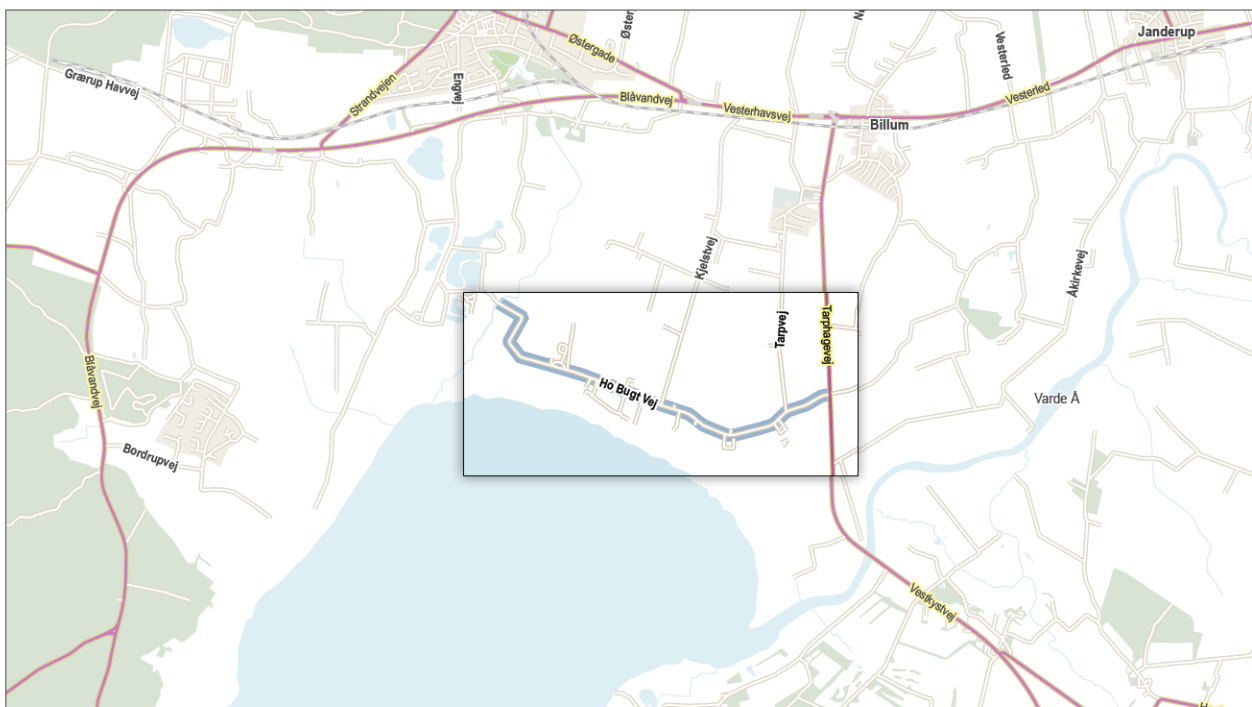 Janderup
Østergade
Vesterled
Grærup Havvej
Strandvejen
Engvej
Vesterled
Blåvandvej
Vesterhavsvej
Billum
Kjelstvej
Åkirkevej
Tarpvej
Tarphagevej
Blåvandvej
Ho Bugt Vej
Varde Å
Bordrupvej
Vestkystvej